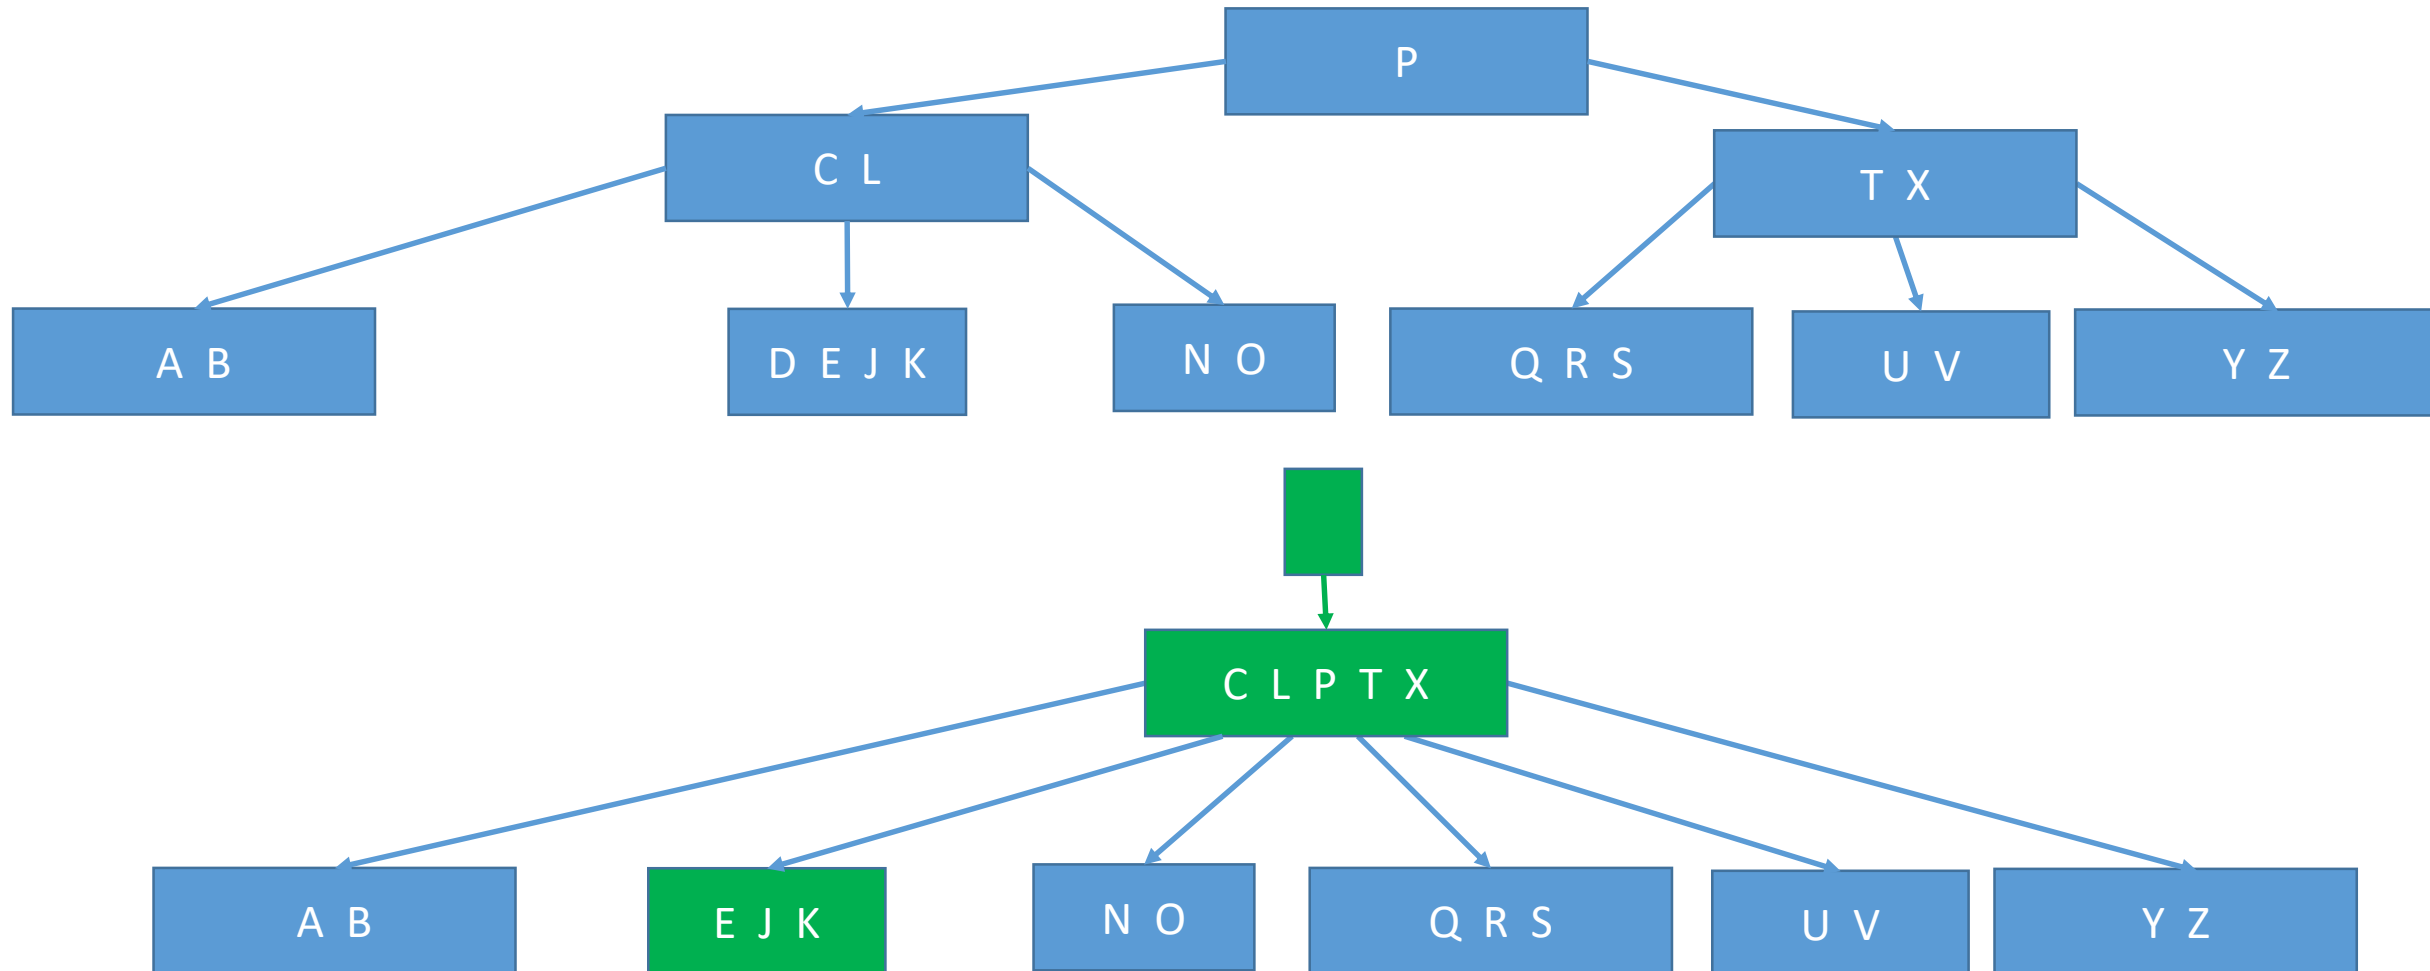 P
C L
T X
A B
D E J K
N O
Q R S
U V
Y Z
C L P T X
A B
E J K
N O
Q R S
U V
Y Z